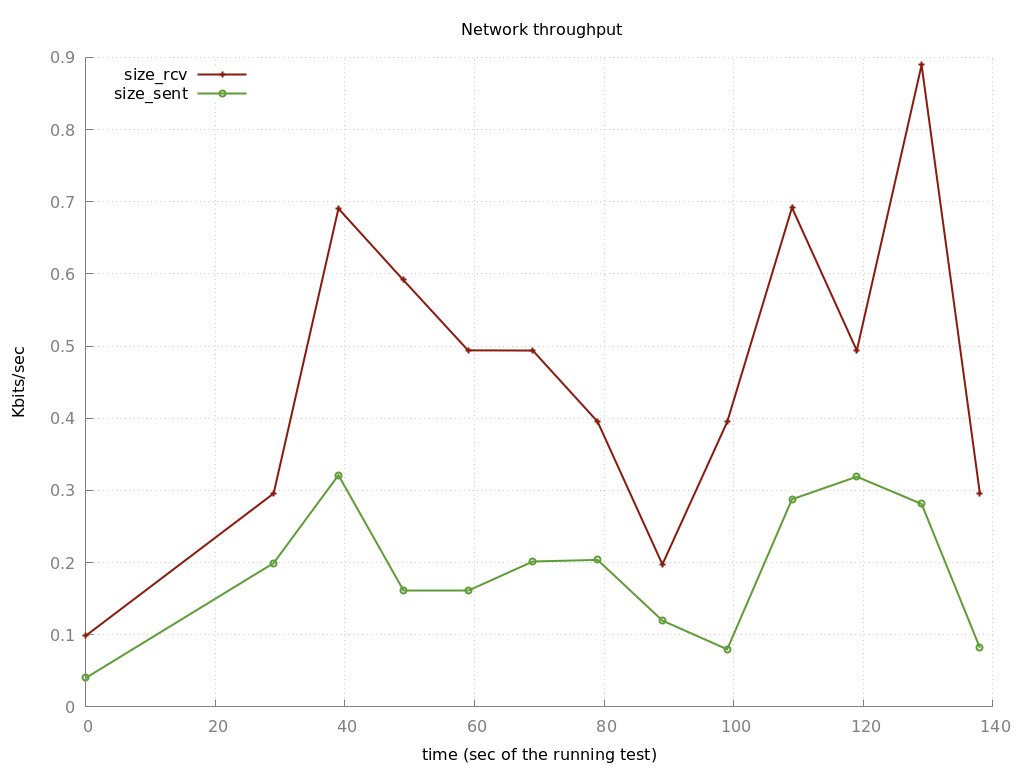 Network throughput
size_rcv
size_sent
0.9
0.8
0.7
0.6
0.5
0.4
0.3
0.2
0.1
0
Kbits/sec
0 20 40 60 80 100 120 140
time (sec of the running test)